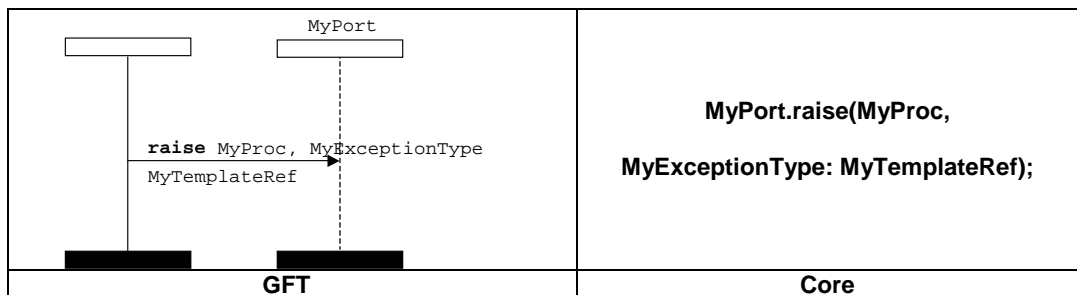 MyPort
raise MyProc, MyExceptionType
MyTemplateRef
MyPort.raise(MyProc,
MyExceptionType: MyTemplateRef);
GFT
Core